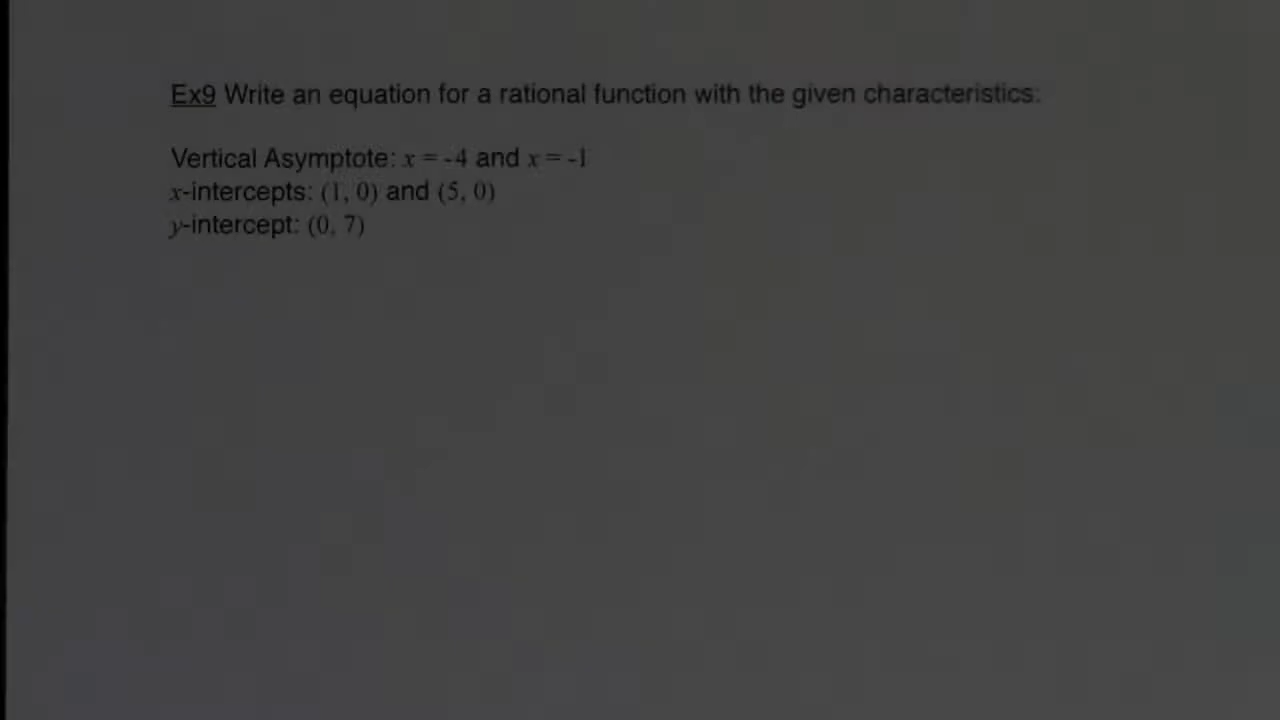 Ex9 Write an equation for a rational function with the given characteristics:
Vertical Asymptote: x = -4 and x = -1
x-intercepts: (1, 0) and (5, 0)
y-intercept: (0, 7)